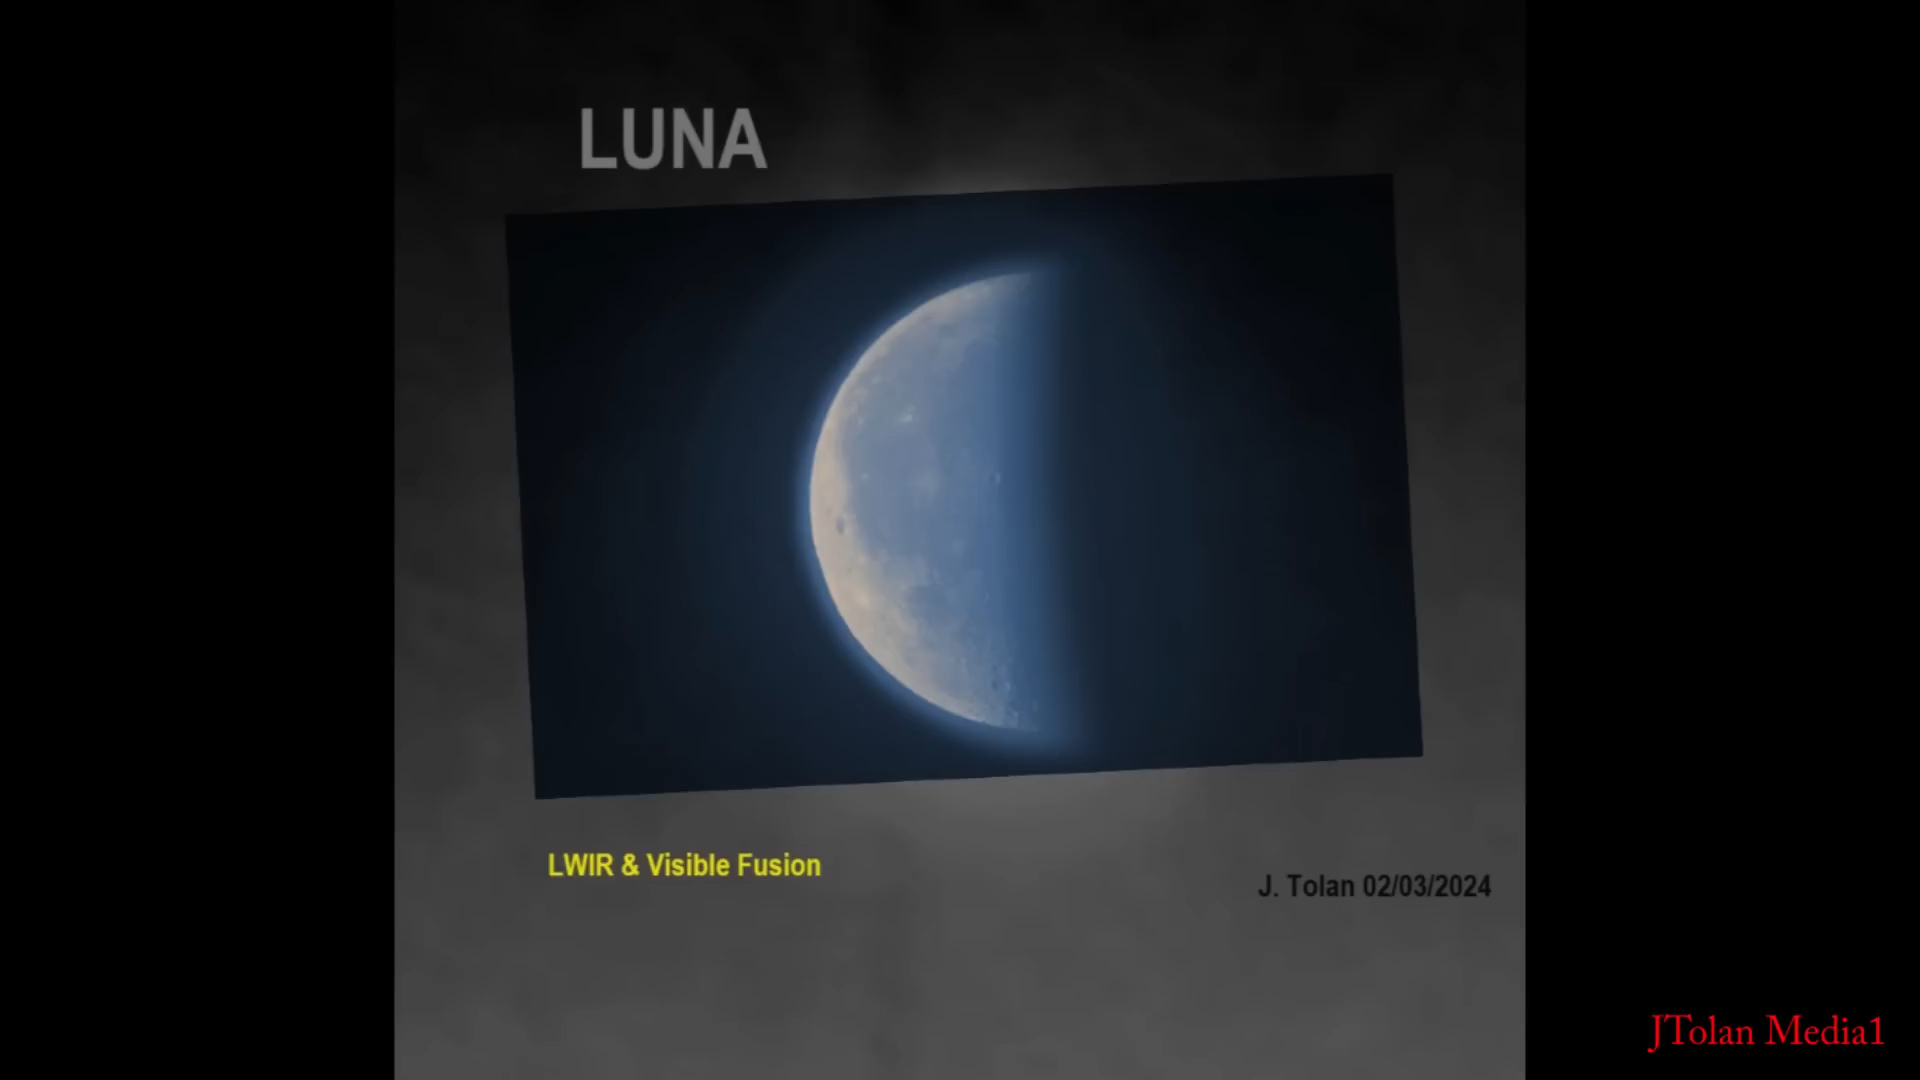 LUNA
LWIR & Visible Fusion
J. Tolan 02/03/2024
JTolan Media1